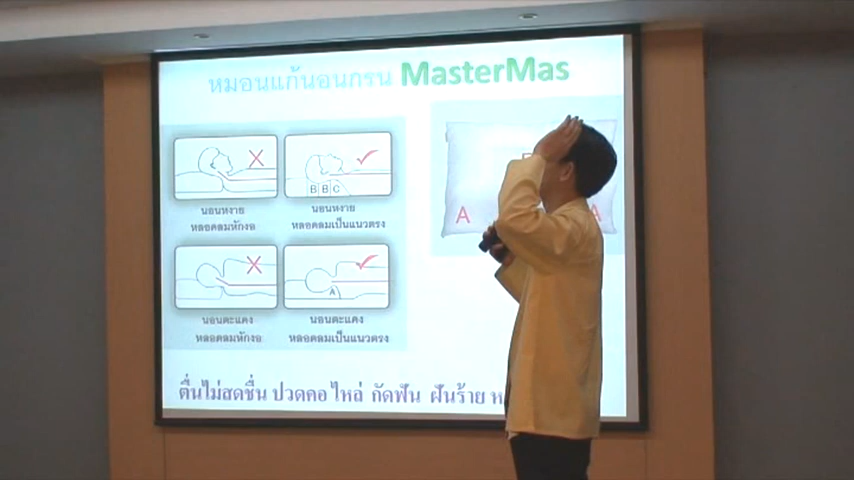 หมอนแก้นอนกรน MasterMas
X
B B C
นอนหงาย
หลอดลมหักงอ
นอนหงาย
หลอดลมเป็นแนวตรง
X
A
นอนตะแคง
หลอดลมหักงอ
นอนตะแคง
หลอดลมเป็นแนวตรง
A
A
ตื่นไม่สดชื่น ปวดคอ ไหล่ กัดฟัน ฝันร้าย